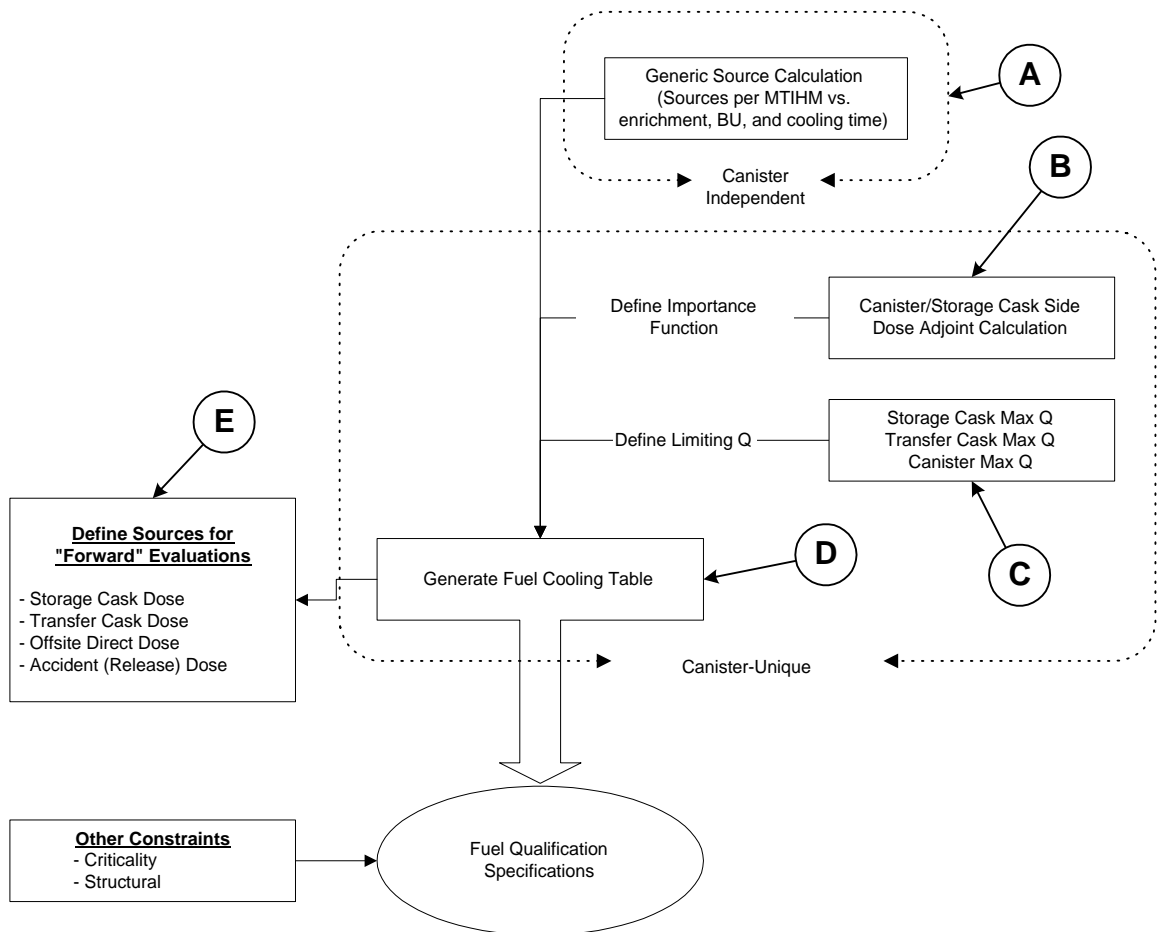 Generic Source Calculation
(Sources per MTIHM vs.
enrichment, BU, and cooling time)
A
Canister
Independent
B
Define Importance
Function
Canister/Storage Cask Side
Dose Adjoint Calculation
E
Define Limiting Q
Storage Cask Max Q
Transfer Cask Max Q
Canister Max Q
Define Sources for
"Forward" Evaluations
- Storage Cask Dose
- Transfer Cask Dose
- Offsite Direct Dose
- Accident (Release) Dose
Generate Fuel Cooling Table
D
C
Canister-Unique
Other Constraints
- Criticality
- Structural
Fuel Qualification
Specifications